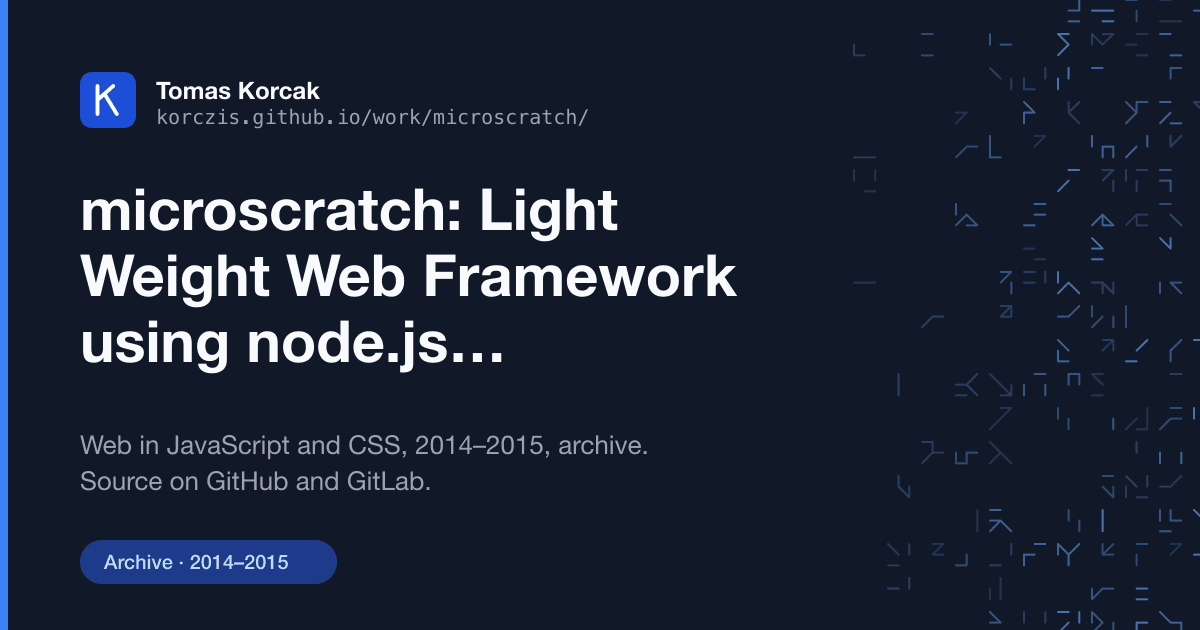 K
Tomas Korcak
korczis.github.io/work/microscratch/
microscratch: Light
Weight Web Framework
using node.js…
Web in JavaScript and CSS, 2014–2015, archive.
Source on GitHub and GitLab.
Archive · 2014–2015